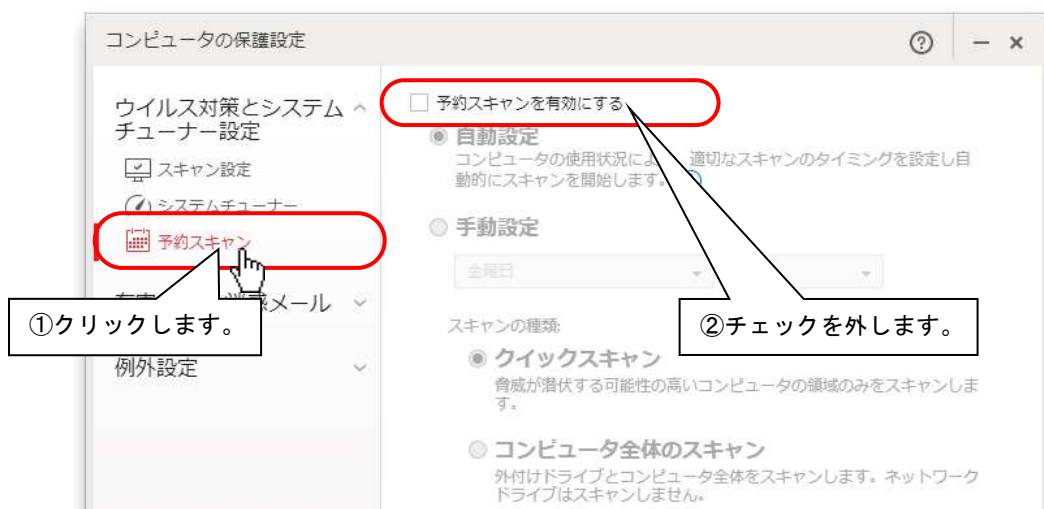 コンピュータの保護設定
ウイルス対策とシステム
チューナー設定
スキャン設定
システムチューナー
予約スキャン
メール
例外設定
①クリックします。
予約スキャンを有効にする
自動設定
コンピュータの使用状況によ 適切なスキャンのタイミングを設定し自
動的にスキャンを開始します。
手動設定
金曜日
②チェックを外します。
スキャンの種類:
クイックスキャン
脅威が潜伏する可能性の高いコンピュータの領域のみをスキャンしま
す。
コンピュータ全体のスキャン
外付けドライブとコンピュータ全体をスキャンします。ネットワーク
ドライブはスキャンしません。